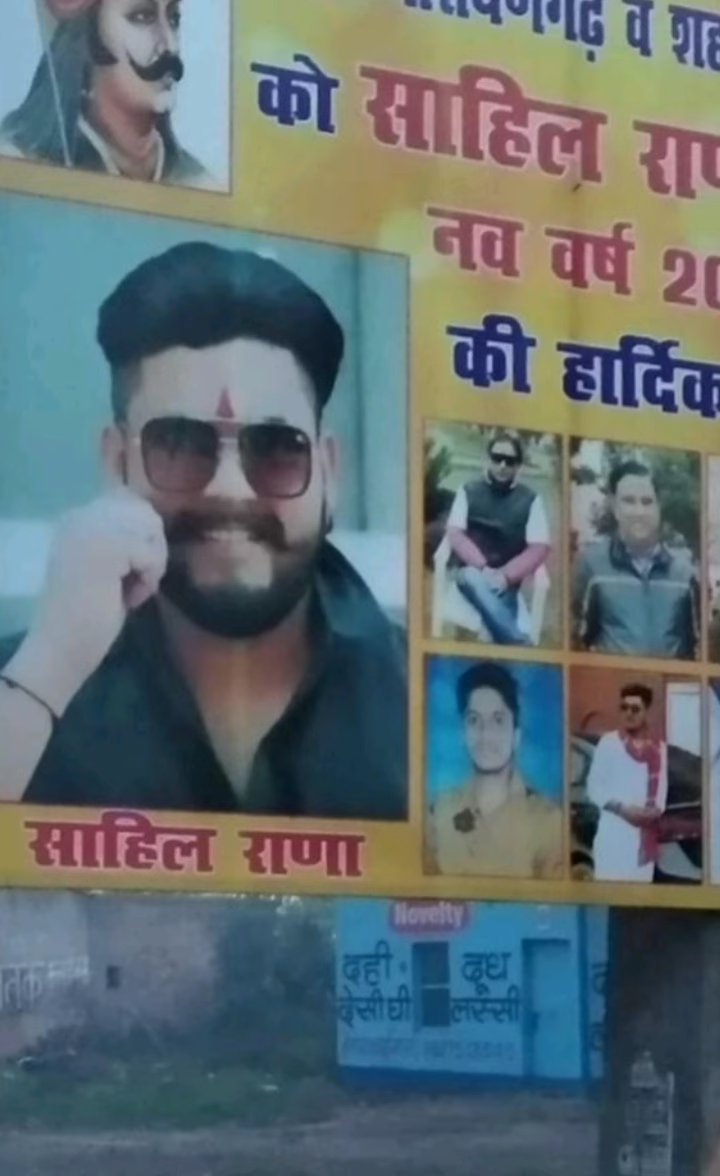 व शह
को साहिल राण
नव वर्ष 20
की हार्दिक
साहिल राणा
Novelty
दही
दूध
देसी घी
लस्सी